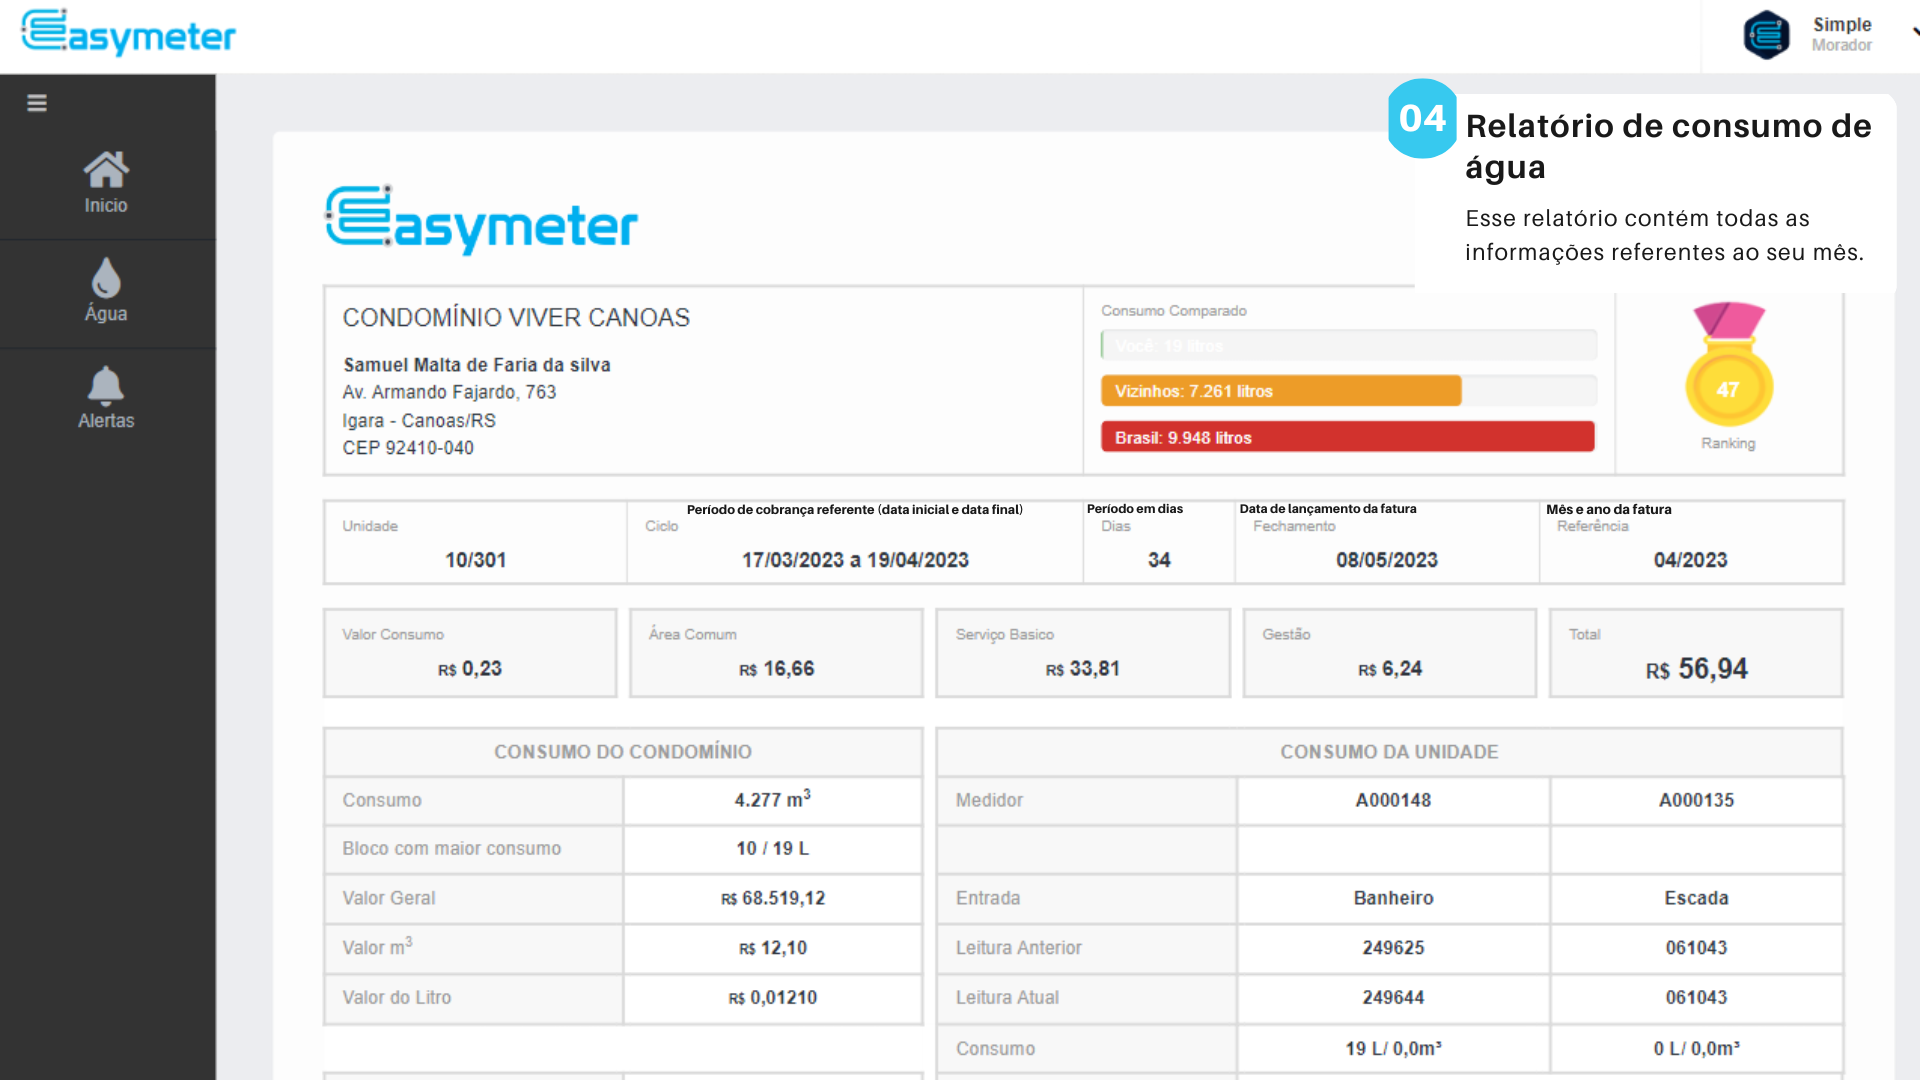 Easymeter
Simple
Morador
04
Relatório de consumo de
água
Esse relatório contém todas as
informações referentes ao seu mês.
Inicio
Água
Alertas
Easymeter
CONDOMÍNIO VIVER CANOAS
Samuel Malta de Faria da silva
Av. Armando Fajardo, 763
Igara - Canoas/RS
CEP 92410-040
Consumo Comparado
Você: 19 litros
Vizinhos: 7.261 litros
Brasil: 9.948 litros
47
Ranking
Unidade
10/301
Período de cobrança referente (data inicial e data final)
Ciclo
17/03/2023 a 19/04/2023
Período em dias
Dias
34
Data de lançamento da fatura
Fechamento
08/05/2023
Mês e ano da fatura
Referência
04/2023
Valor Consumo
R$ 0,23
Área Comum
R$ 16,66
Serviço Basico
R$ 33,81
Gestão
R$ 6,24
Total
R$ 56,94
CONSUMO DO CONDOMÍNIO
Consumo 4.277 m³
Bloco com maior consumo 10 / 19 L
Valor Geral R$ 68.519,12
Valor m³ R$ 12,10
Valor do Litro R$ 0,01210
CONSUMO DA UNIDADE
Medidor A000148 A000135
Entrada Banheiro Escada
Leitura Anterior 249625 061043
Leitura Atual 249644 061043
Consumo 19 L/ 0,0m³ 0 L/ 0,0m³